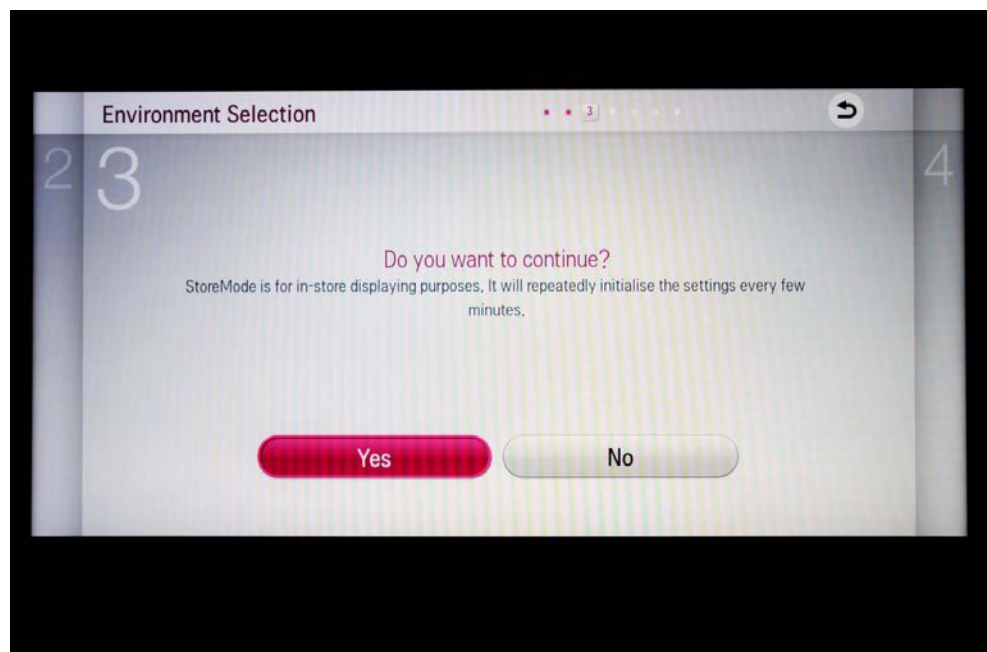 Environment Selection
3
2
3
4
Do you want to continue?
StoreMode is for in-store displaying purposes. It will repeatedly initialise the settings every few
minutes.
Yes
No